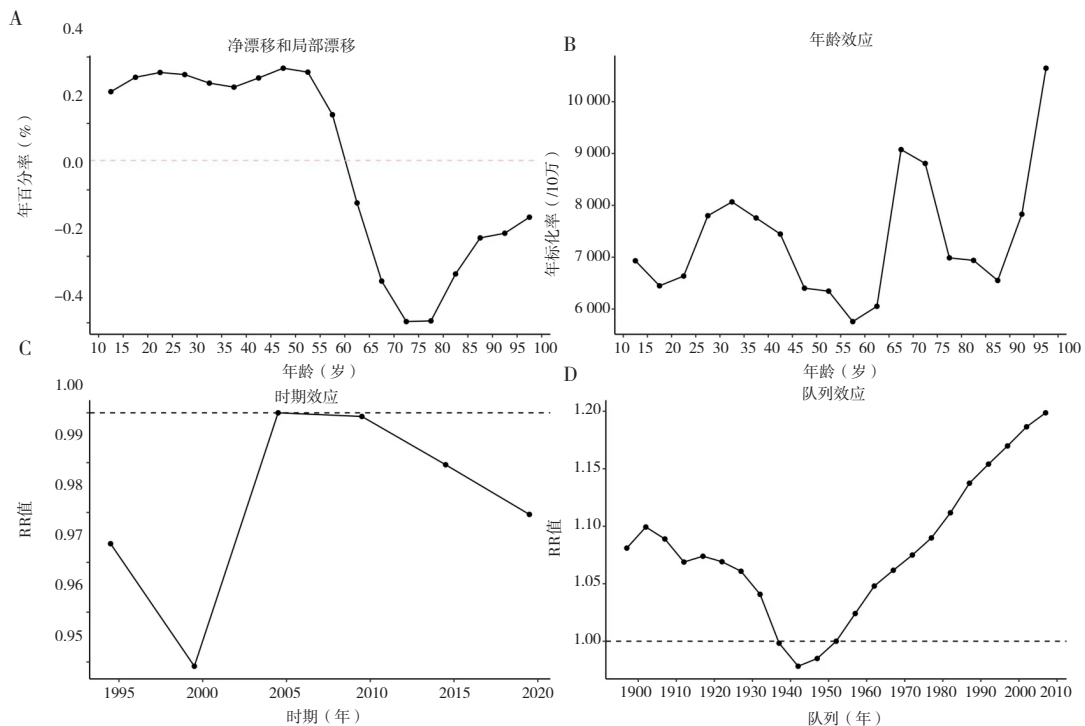 A
净漂移和局部漂移
0.4
0.2
0.0
−0.2
−0.4
年百分率（%）
10 15 20 25 30 35 40 45 50 55 60 65 70 75 80 85 90 95 100
年龄（岁）
B
年龄效应
10 000
9 000
8 000
7 000
6 000
年标化率（/10万）
10 15 20 25 30 35 40 45 50 55 60 65 70 75 80 85 90 95 100
年龄（岁）
C
时期效应
1.00
0.99
0.98
0.97
0.96
0.95
RR值
1995 2000 2005 2010 2015 2020
时期（年）
D
队列效应
1.20
1.15
1.10
1.05
1.00
RR值
1900 1910 1920 1930 1940 1950 1960 1970 1980 1990 2000 2010
队列（年）